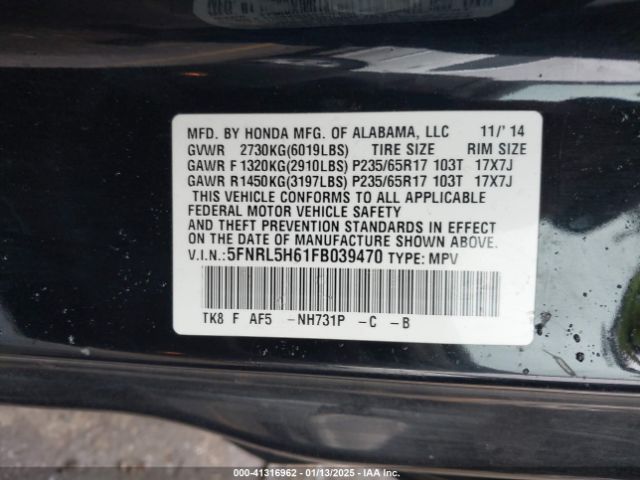 MFD. BY HONDA MFG. OF ALABAMA, LLC 11/'14
GVWR 2730KG(6019LBS) TIRE SIZE RIM SIZE
GAWR F 1320KG(2910LBS) P235/65R17 103T 17X7J
GAWR R1450KG(3197LBS) P235/65R17 103T 17X7J
THIS VEHICLE CONFORMS TO ALL APPLICABLE
FEDERAL MOTOR VEHICLE SAFETY
AND THEFT PREVENTION STANDARDS IN EFFECT
ON THE DATE OF MANUFACTURE SHOWN ABOVE.
V.I.N.: 5FNRL5H61FB039470 TYPE: MPV
TK8 F AF5 -NH731P -C -B
000-41316962 - 01/13/2025 - IAA Inc.